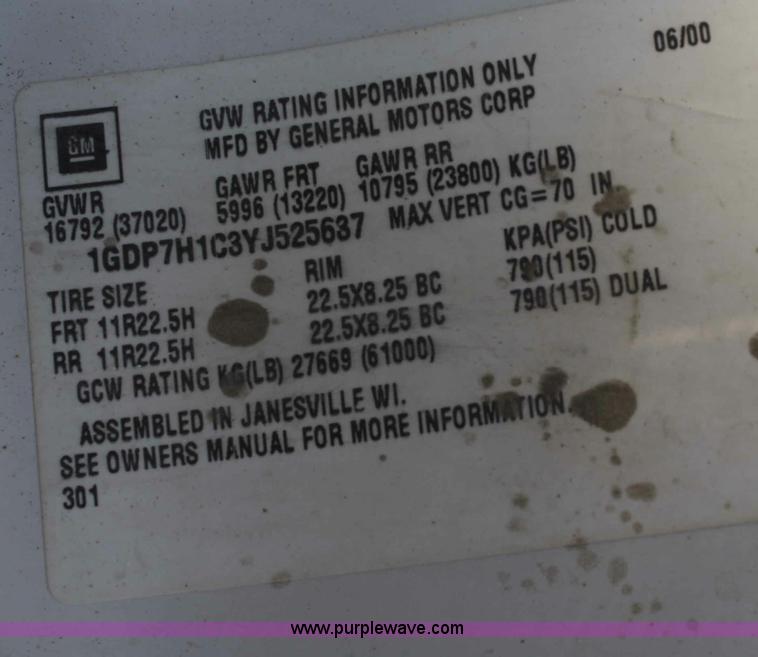 06/00
GM
GVW RATING INFORMATION ONLY
MFD BY GENERAL MOTORS CORP
GVWR GAWR FRT GAWR RR
16792 (37020) 5996 (13220) 10795 (23800) KG(LB)
1GDP7H1C3YJ525637 MAX VERT CG=70 IN
TIRE SIZE RIM KPA(PSI) COLD
FRT 11R22.5H 22.5X8.25 BC 790(115)
RR 11R22.5H 22.5X8.25 BC 790(115) DUAL
GCW RATING KG(LB) 27669 (61000)
ASSEMBLED IN JANESVILLE WI.
SEE OWNERS MANUAL FOR MORE INFORMATION.
301
www.purplewave.com